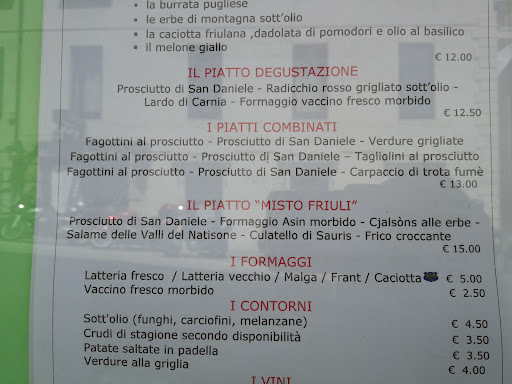 la burrata pugliese
le erbe di montagna sott'olio
la caciotta friulana ,dadolata di pomodori e olio al basilico
il melone giallo
€ 12.00
IL PIATTO DEGUSTAZIONE
Prosciutto di San Daniele - Radicchio rosso grigliato sott'olio -
Lardo di Carnia - Formaggio vaccino fresco morbido
€ 12.50
I PIATTI COMBINATI
Fagottini al prosciutto - Prosciutto di San Daniele - Verdure grigliate
Fagottini al prosciutto - Prosciutto di San Daniele – Tagliolini al prosciutto
Fagottini al prosciutto - Prosciutto di San Daniele - Carpaccio di trota fumè
€ 13.00
IL PIATTO "MISTO FRIULI"
Prosciutto di San Daniele - Formaggio Asin morbido - Cjalsòns alle erbe -
Salame delle Valli del Natisone - Culatello di Sauris - Frico croccante
€ 15.00
I FORMAGGI
Latteria fresco / Latteria vecchio / Malga / Frant / Caciotta € 5.00
Vaccino fresco morbido € 2.50
I CONTORNI
Sott'olio (funghi, carciofini, melanzane) € 4.50
Crudi di stagione secondo disponibilità € 3.50
Patate saltate in padella € 3.50
Verdure alla griglia € 4.00
I VINI